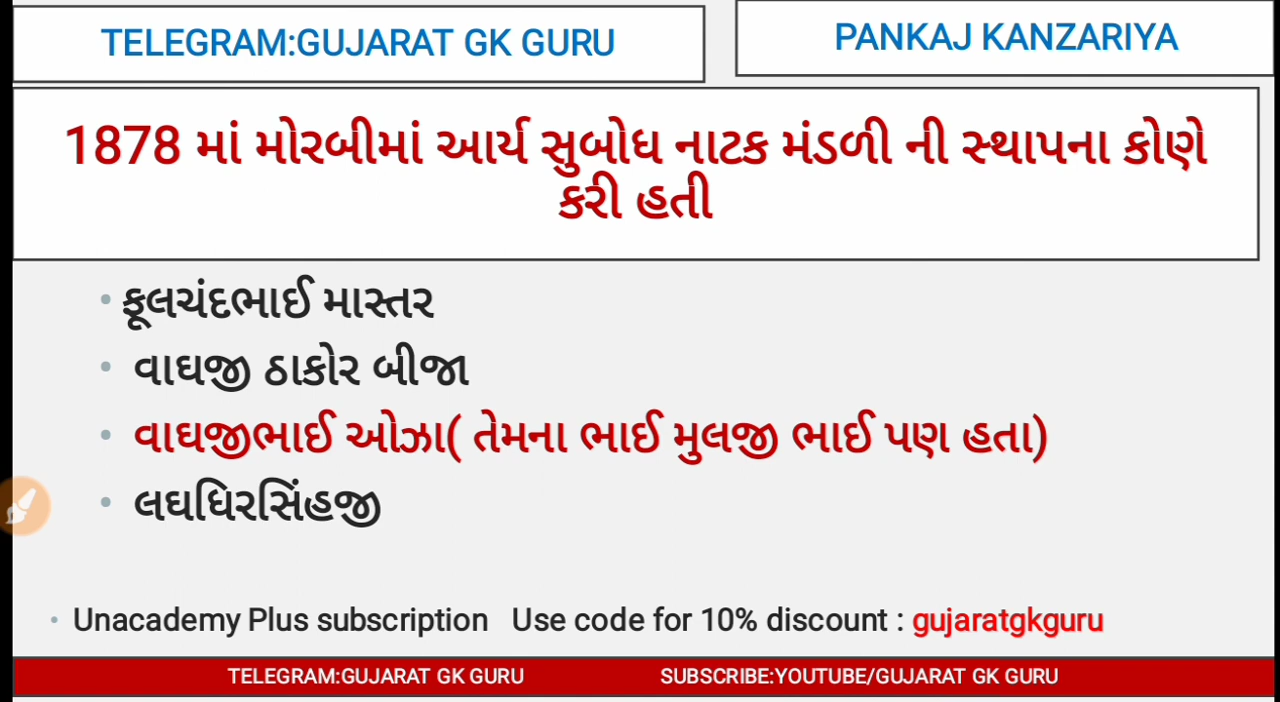 TELEGRAM:GUJARAT GK GURU
PANKAJ KANZARIYA
1878 માં મોરબીમાં આર્ય સુબોધ નાટક મંડળી ની સ્થાપના કોણે
કરી હતી
• ફૂલચંદભાઈ માસ્તર
• વાઘજી ઠાકોર બીજા
• વાઘજીભાઈ ઓઝા( તેમના ભાઈ મુલજી ભાઈ પણ હતા)
• લઘધિરસિંહજી
• Unacademy Plus subscription Use code for 10% discount : gujaratgkguru
TELEGRAM:GUJARAT GK GURU SUBSCRIBE:YOUTUBE/GUJARAT GK GURU